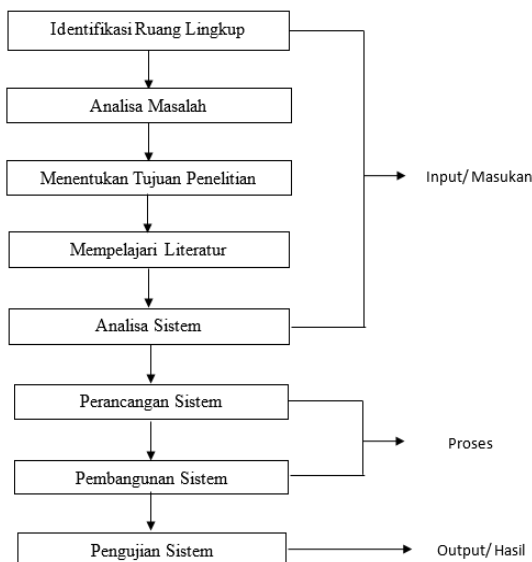 Identifikasi Ruang Lingkup
Analisa Masalah
Menentukan Tujuan Penelitian
Input/ Masukan
Mempelajari Literatur
Analisa Sistem
Perancangan Sistem
Proses
Pembangunan Sistem
Pengujian Sistem
Output/ Hasil